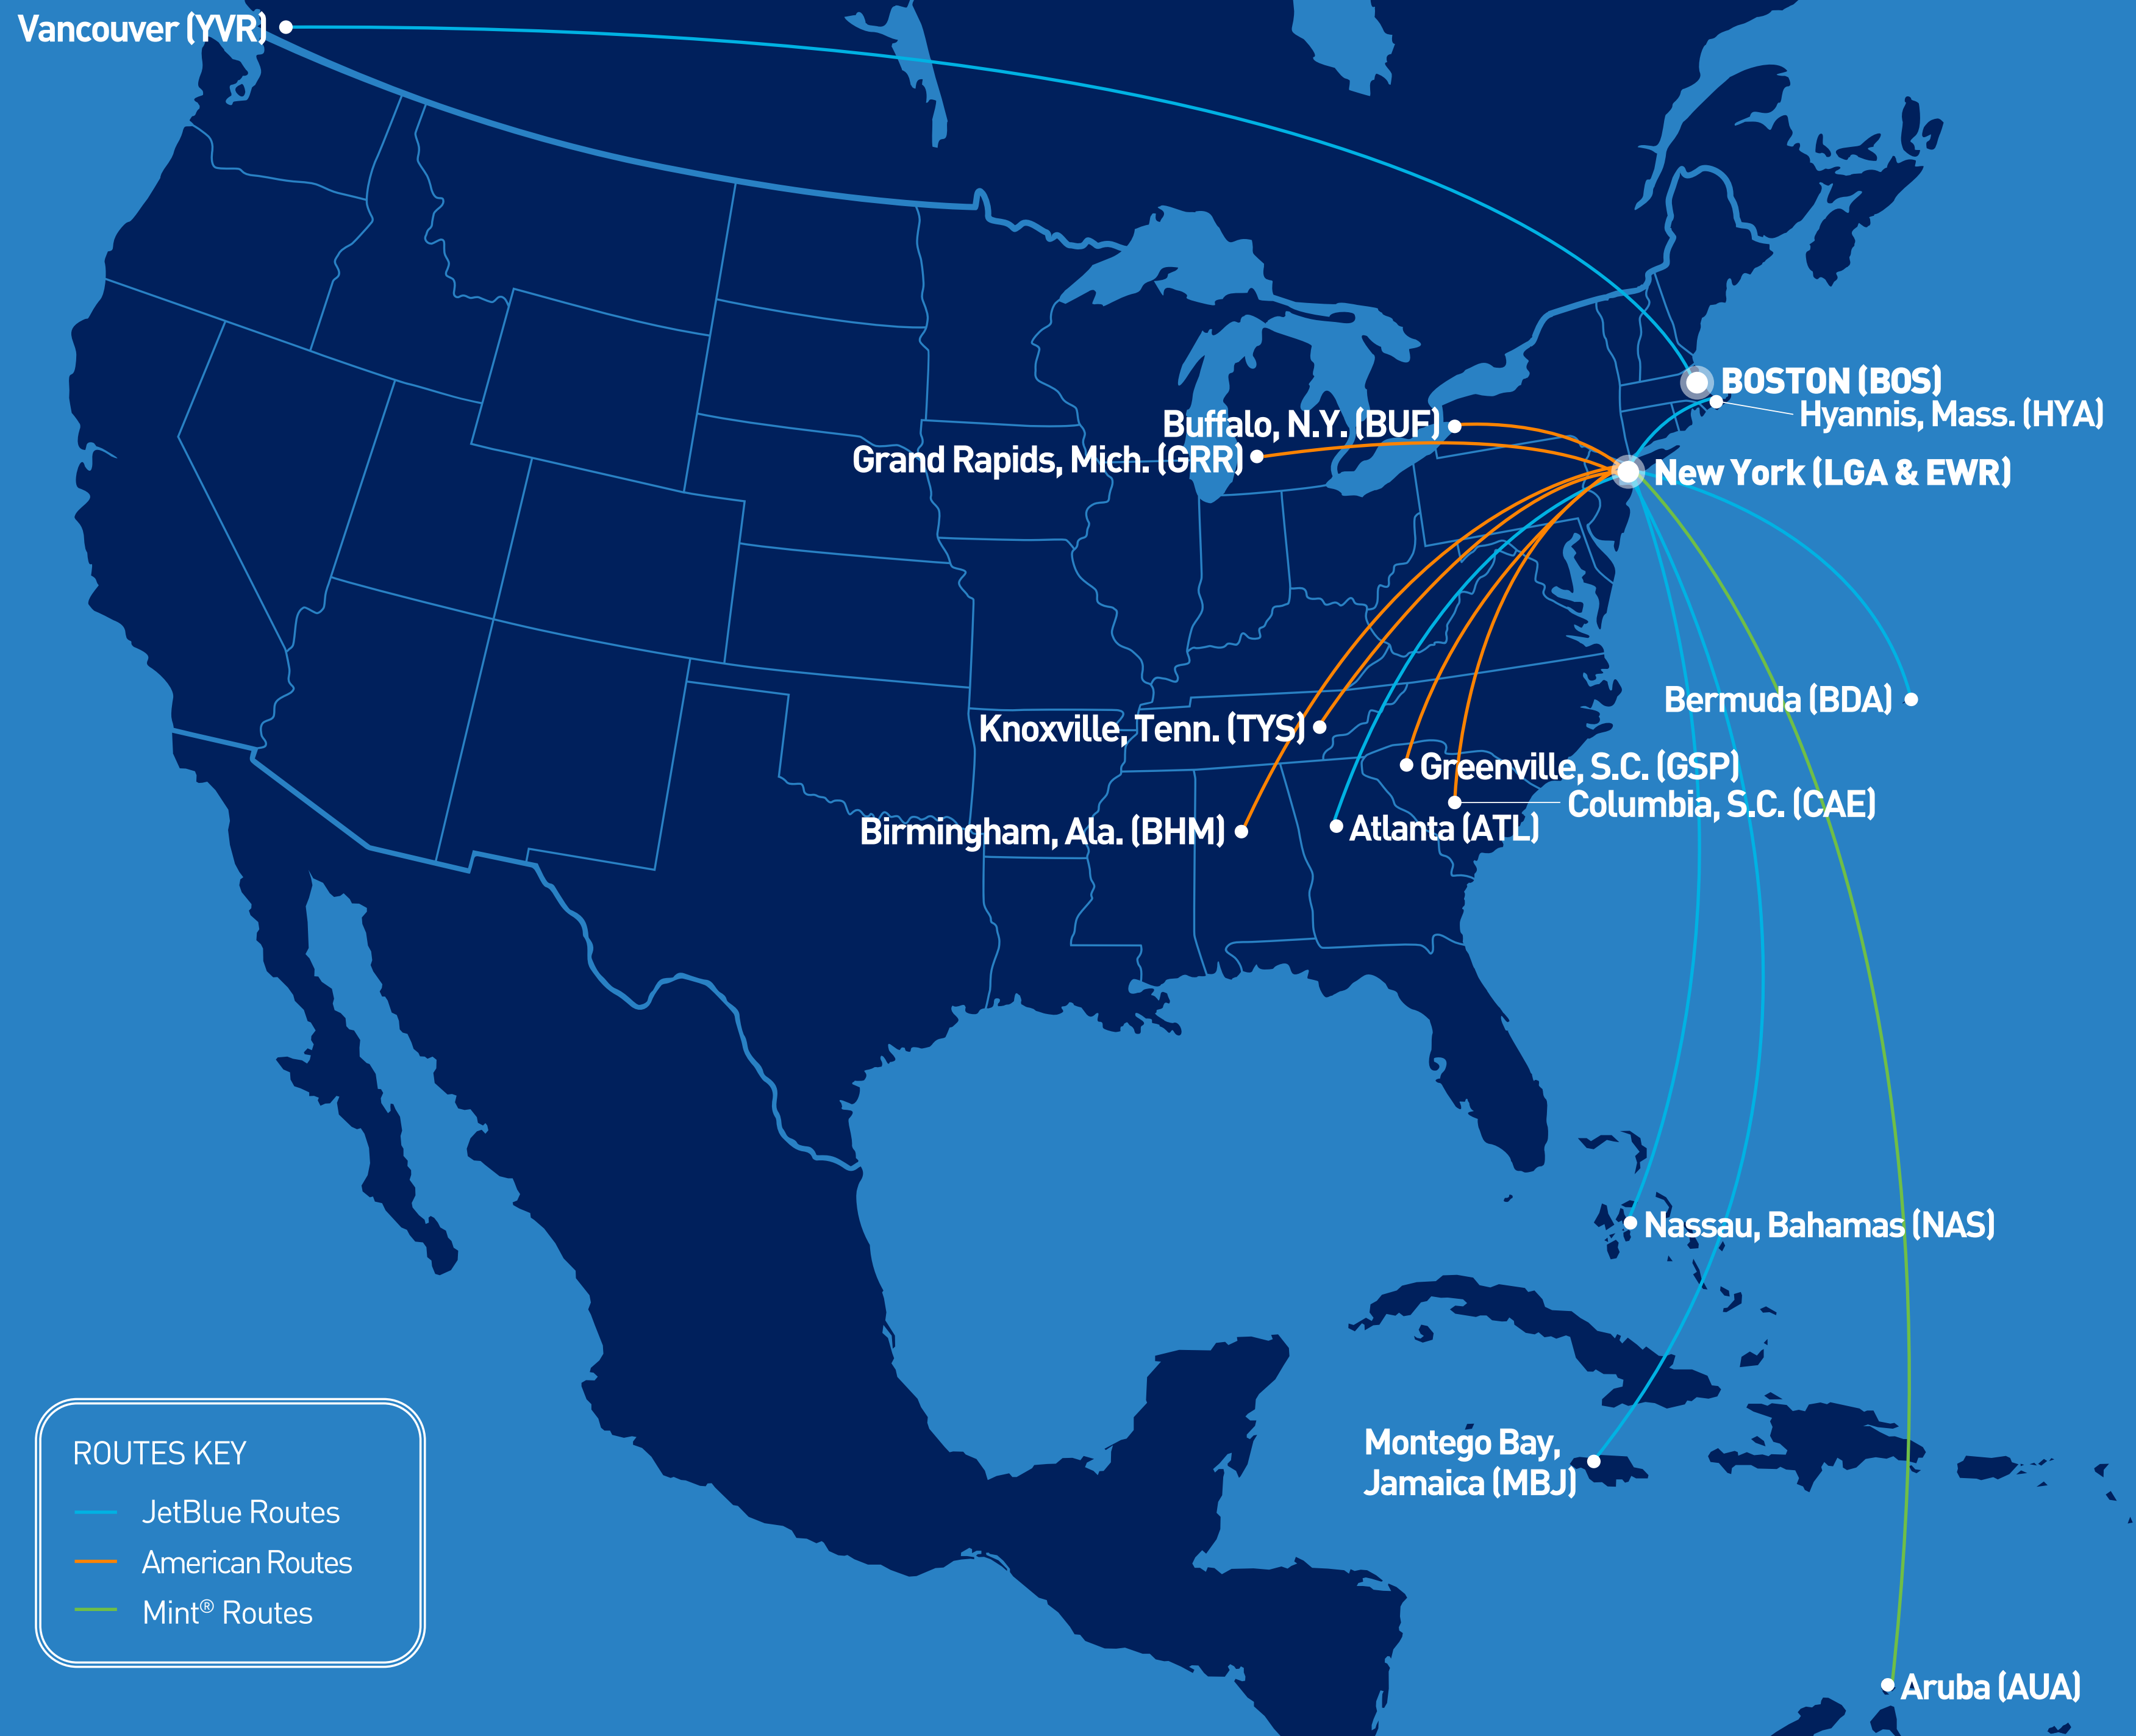 Vancouver (YVR)
BOSTON (BOS)
Hyannis, Mass. (HYA)
Buffalo, N.Y. (BUF)
Grand Rapids, Mich. (GRR)
New York (LGA & EWR)
Bermuda (BDA)
Knoxville, Tenn. (TYS)
Greenville, S.C. (GSP)
Columbia, S.C. (CAE)
Birmingham, Ala. (BHM)
Atlanta (ATL)
Nassau, Bahamas (NAS)
Montego Bay,
Jamaica (MBJ)
ROUTES KEY
JetBlue Routes
American Routes
Mint® Routes
Aruba (AUA)